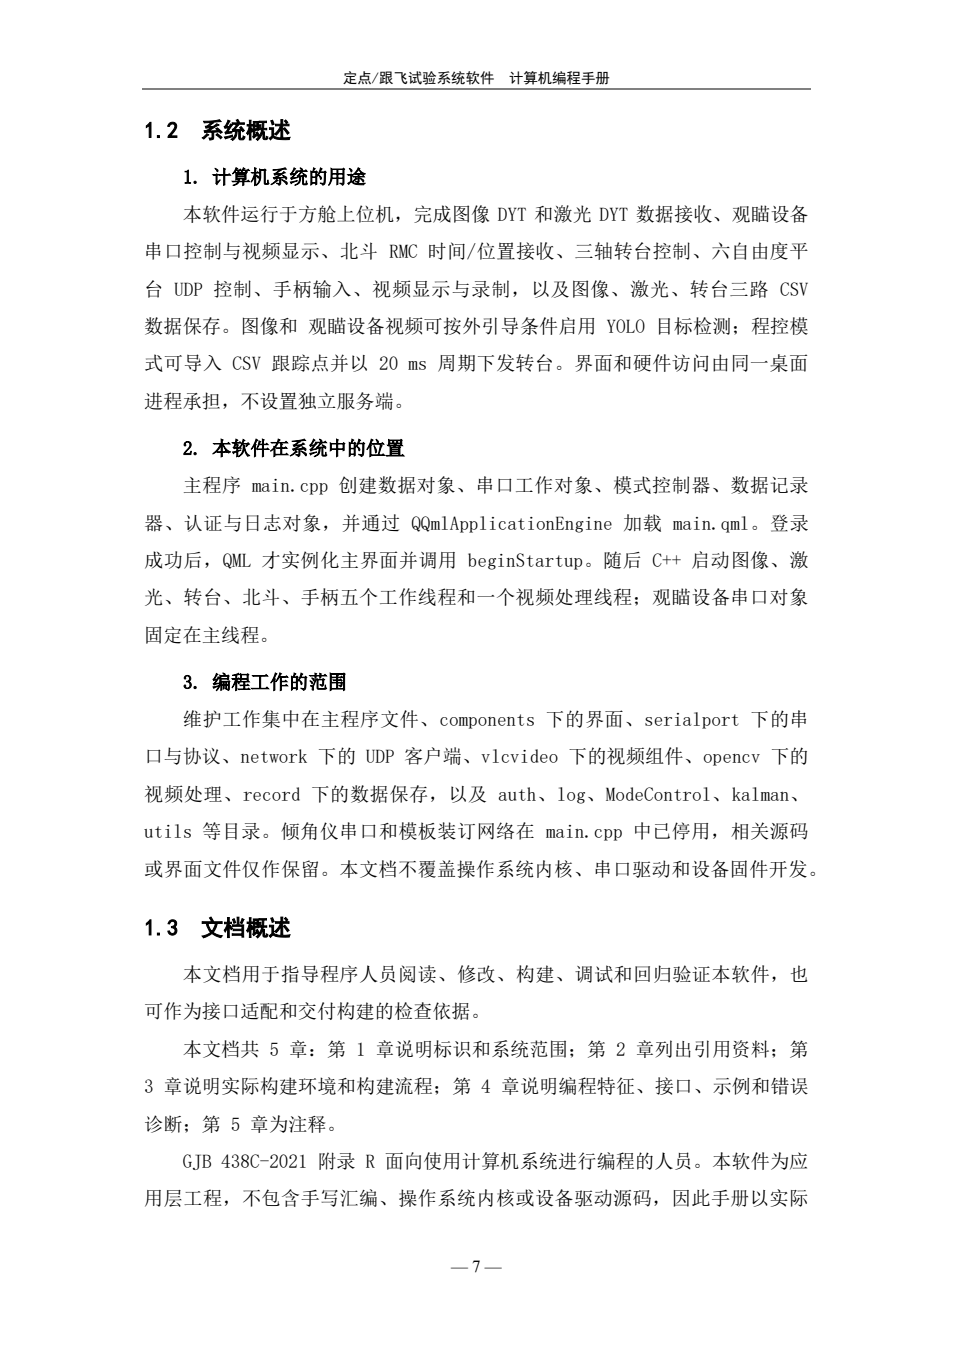 定点/跟飞试验系统软件　计算机编程手册
1.2　系统概述
1. 计算机系统的用途
本软件运行于方舱上位机，完成图像 DYT 和激光 DYT 数据接收、观瞄设备
串口控制与视频显示、北斗 RMC 时间/位置接收、三轴转台控制、六自由度平
台 UDP 控制、手柄输入、视频显示与录制，以及图像、激光、转台三路 CSV
数据保存。图像和 观瞄设备视频可按外引导条件启用 YOLO 目标检测；程控模
式可导入 CSV 跟踪点并以 20 ms 周期下发转台。界面和硬件访问由同一桌面
进程承担，不设置独立服务端。
2. 本软件在系统中的位置
主程序 main.cpp 创建数据对象、串口工作对象、模式控制器、数据记录
器、认证与日志对象，并通过 QQmlApplicationEngine 加载 main.qml。登录
成功后，QML 才实例化主界面并调用 beginStartup。随后 C++ 启动图像、激
光、转台、北斗、手柄五个工作线程和一个视频处理线程；观瞄设备串口对象
固定在主线程。
3. 编程工作的范围
维护工作集中在主程序文件、components 下的界面、serialport 下的串
口与协议、network 下的 UDP 客户端、vlcvideo 下的视频组件、opencv 下的
视频处理、record 下的数据保存，以及 auth、log、ModeControl、kalman、
utils 等目录。倾角仪串口和模板装订网络在 main.cpp 中已停用，相关源码
或界面文件仅作保留。本文档不覆盖操作系统内核、串口驱动和设备固件开发。
1.3　文档概述
本文档用于指导程序人员阅读、修改、构建、调试和回归验证本软件，也
可作为接口适配和交付构建的检查依据。
本文档共 5 章：第 1 章说明标识和系统范围；第 2 章列出引用资料；第
3 章说明实际构建环境和构建流程；第 4 章说明编程特征、接口、示例和错误
诊断；第 5 章为注释。
GJB 438C-2021 附录 R 面向使用计算机系统进行编程的人员。本软件为应
用层工程，不包含手写汇编、操作系统内核或设备驱动源码，因此手册以实际
— 7 —